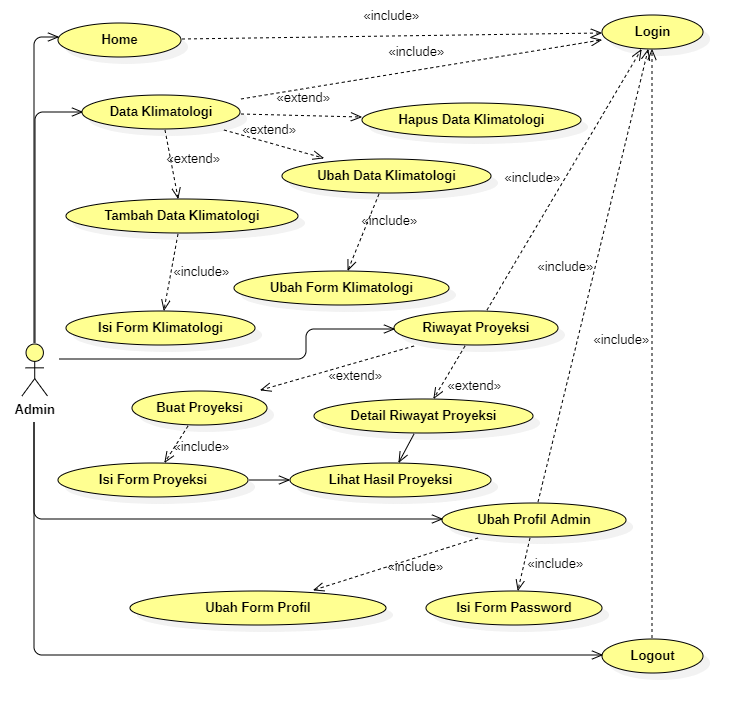 «include»
Home
Login
«include»
«extend»
Data Klimatologi
Hapus Data Klimatologi
«extend»
«extend»
Ubah Data Klimatologi
«include»
Tambah Data Klimatologi
«include»
«include»
«include»
Ubah Form Klimatologi
Isi Form Klimatologi
Riwayat Proyeksi
«include»
«extend»
«extend»
Admin
Buat Proyeksi
Detail Riwayat Proyeksi
«include»
Isi Form Proyeksi
Lihat Hasil Proyeksi
Ubah Profil Admin
«include»
«include»
Ubah Form Profil
Isi Form Password
Logout